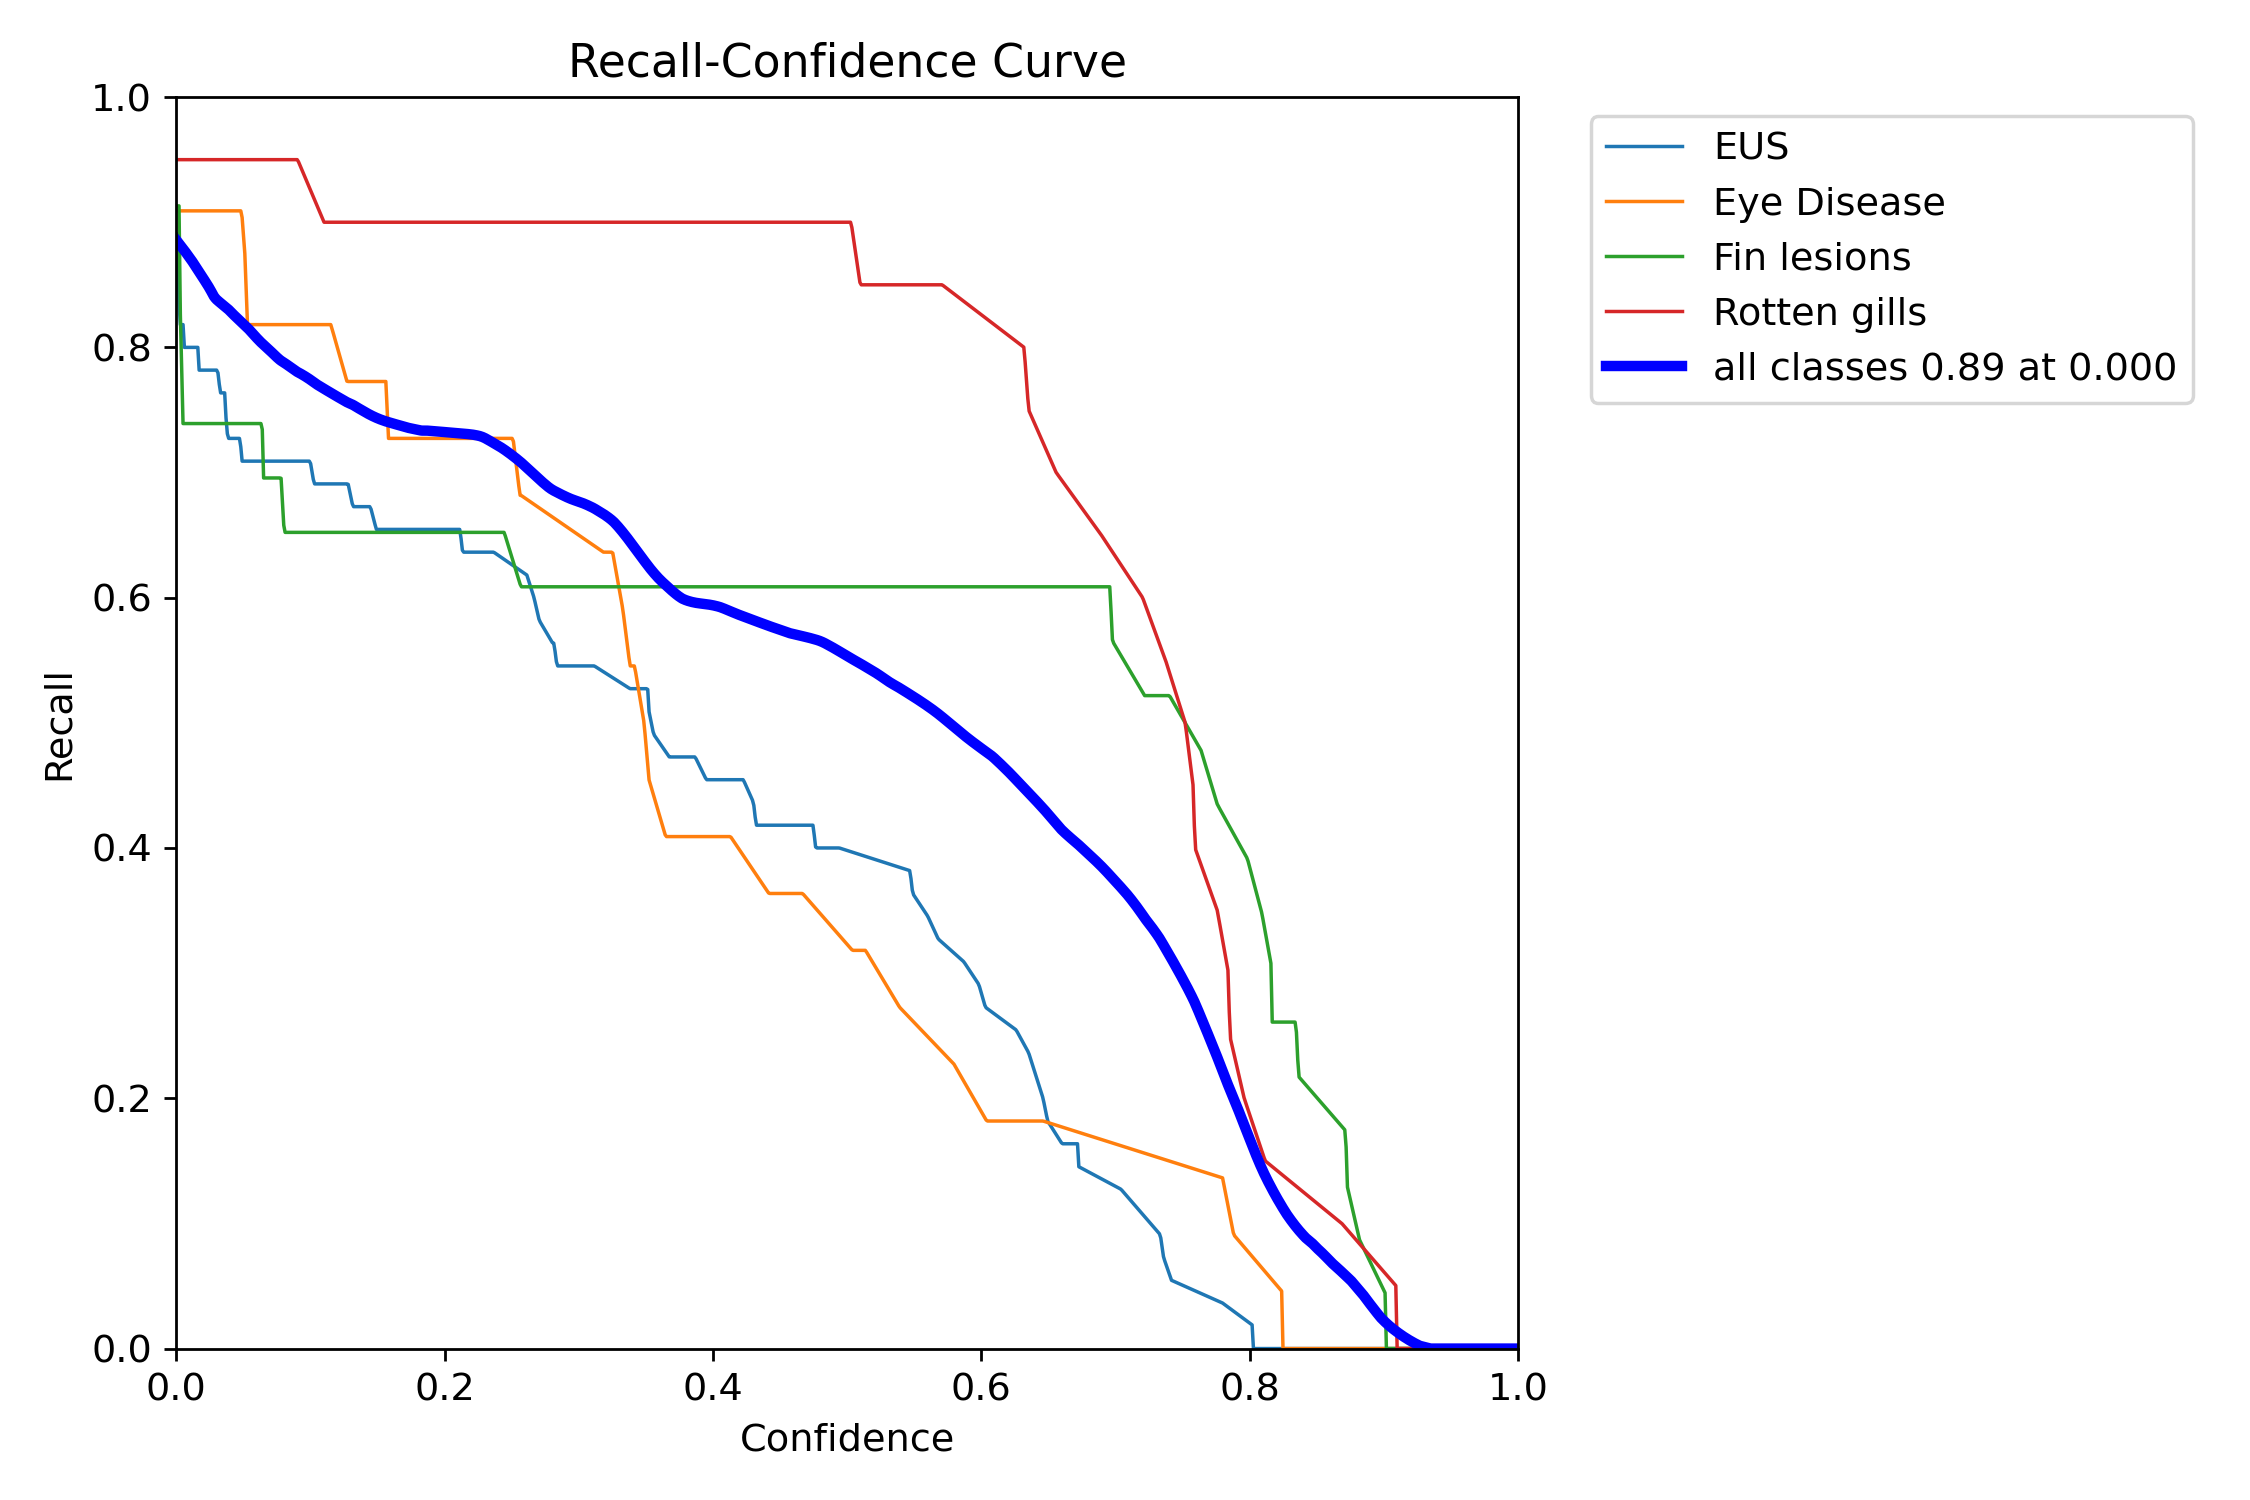 Recall-Confidence Curve
1.0
0.8
0.6
0.4
0.2
0.0
Recall
0.0 0.2 0.4 0.6 0.8 1.0
Confidence
EUS
Eye Disease
Fin lesions
Rotten gills
all classes 0.89 at 0.000